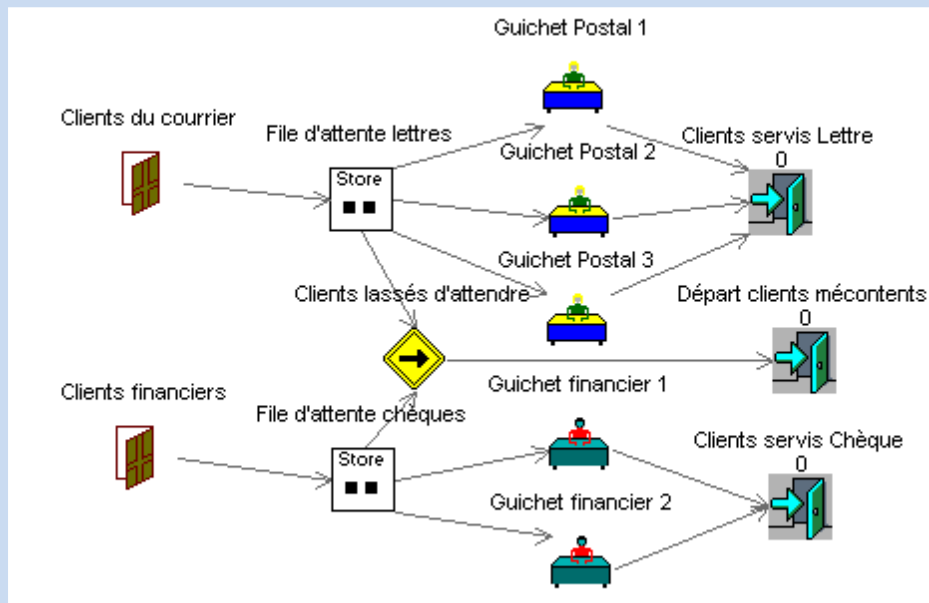 Guichet Postal 1
Clients du courrier
File d'attente lettres
Clients servis Lettre
0
Guichet Postal 2
Store
Guichet Postal 3
Clients lassés d'attendre
Départ clients mécontents
0
Clients financiers
Guichet financier 1
File d'attente chèques
Clients servis Chèque
0
Store
Guichet financier 2